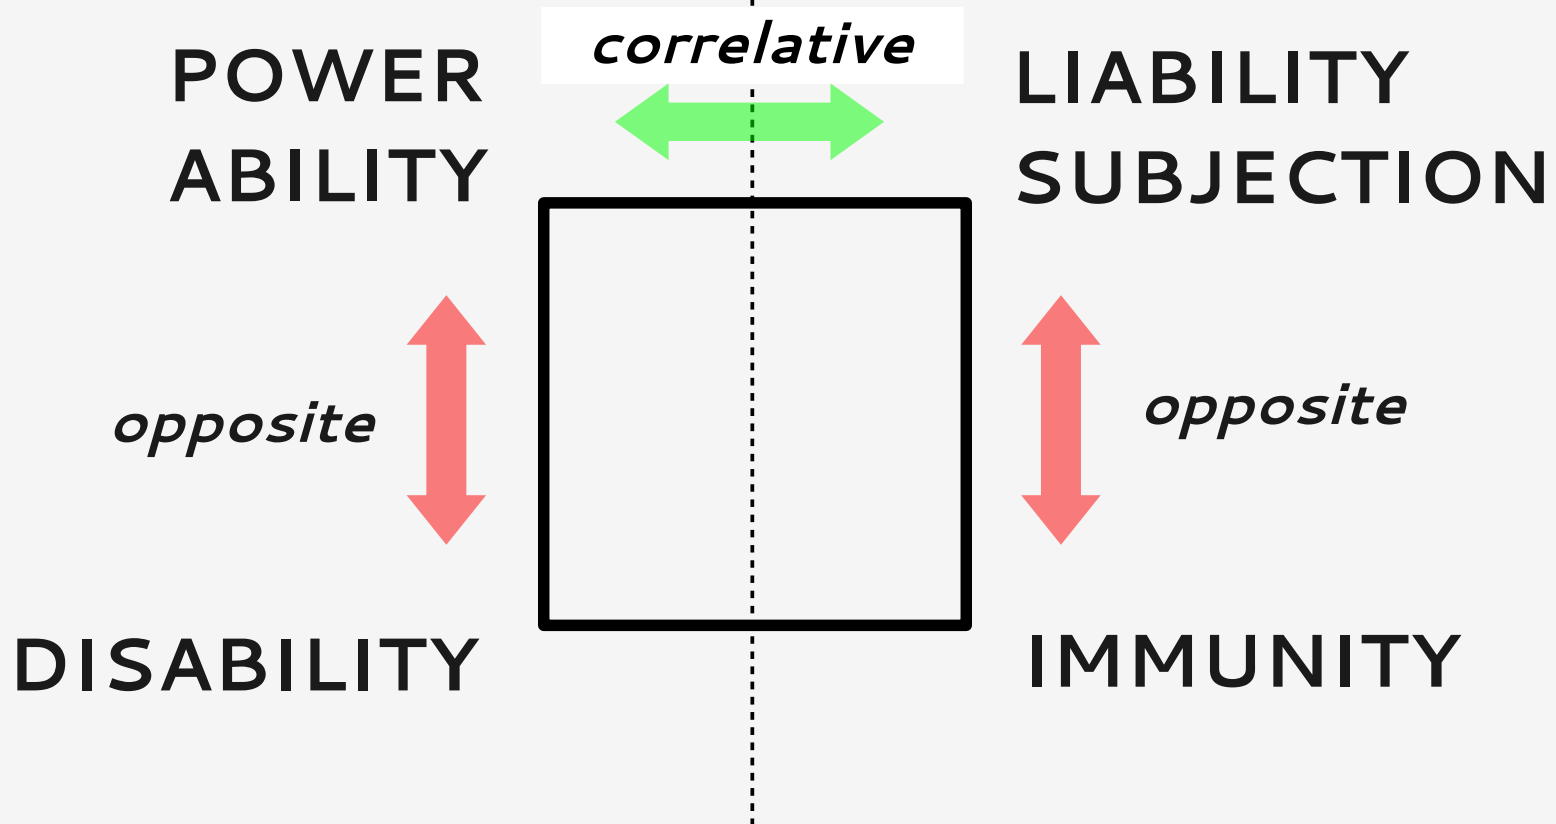 correlative
POWER
ABILITY
LIABILITY
SUBJECTION
opposite
opposite
DISABILITY
IMMUNITY